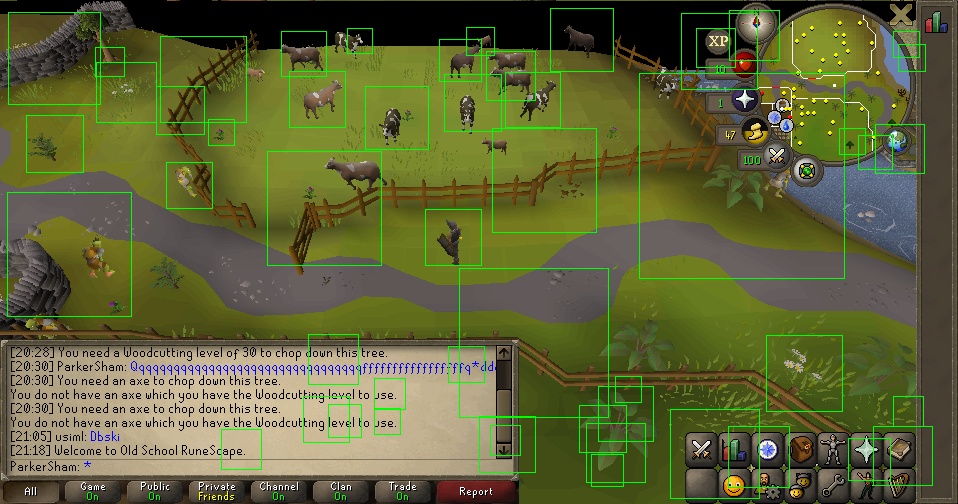 XP
10
1
47
100
[20:28] You need a Woodcutting level of 30 to chop down this tree.
[20:30] ParkerSham:
[20:30] You need an axe to chop down this tree.
You do not have an axe which you have the Woodcutting level to use.
[20:30] You need an axe to chop down this tree.
You do not have an axe which you have the Woodcutting level to use.
[21:05] usiml: Dbski
[21:18] Welcome to Old School RuneScape.
ParkerSham: *
All Game Public Private Channel Clan Trade Report
On On Friends On On On